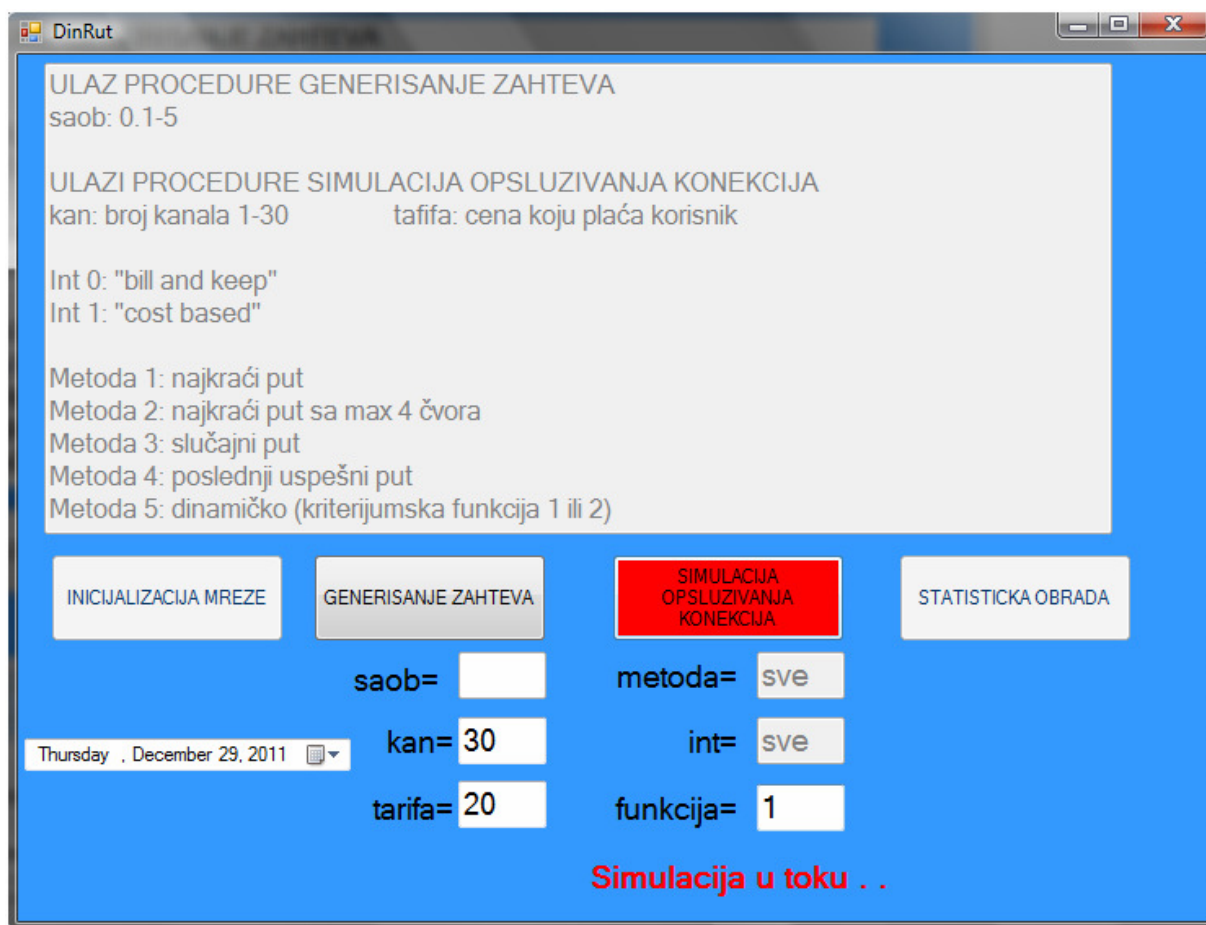 DinRut
ULAZ PROCEDURE GENERISANJE ZAHTEVA
saob: 0.1-5
ULAZI PROCEDURE SIMULACIJA OPSLUZIVANJA KONEKCIJA
kan: broj kanala 1-30 tafifa: cena koju plaća korisnik
Int 0: "bill and keep"
Int 1: "cost based"
Metoda 1: najkraći put
Metoda 2: najkraći put sa max 4 čvora
Metoda 3: slučajni put
Metoda 4: poslednji uspešni put
Metoda 5: dinamičko (kriterijumska funkcija 1 ili 2)
INICIJALIZACIJA MREZE
GENERISANJE ZAHTEVA
SIMULACIJA
OPSLUZIVANJA
KONEKCIJA
STATISTICKA OBRADA
saob=
metoda= sve
Thursday , December 29, 2011
kan= 30
int= sve
tarifa= 20
funkcija= 1
Simulacija u toku . .